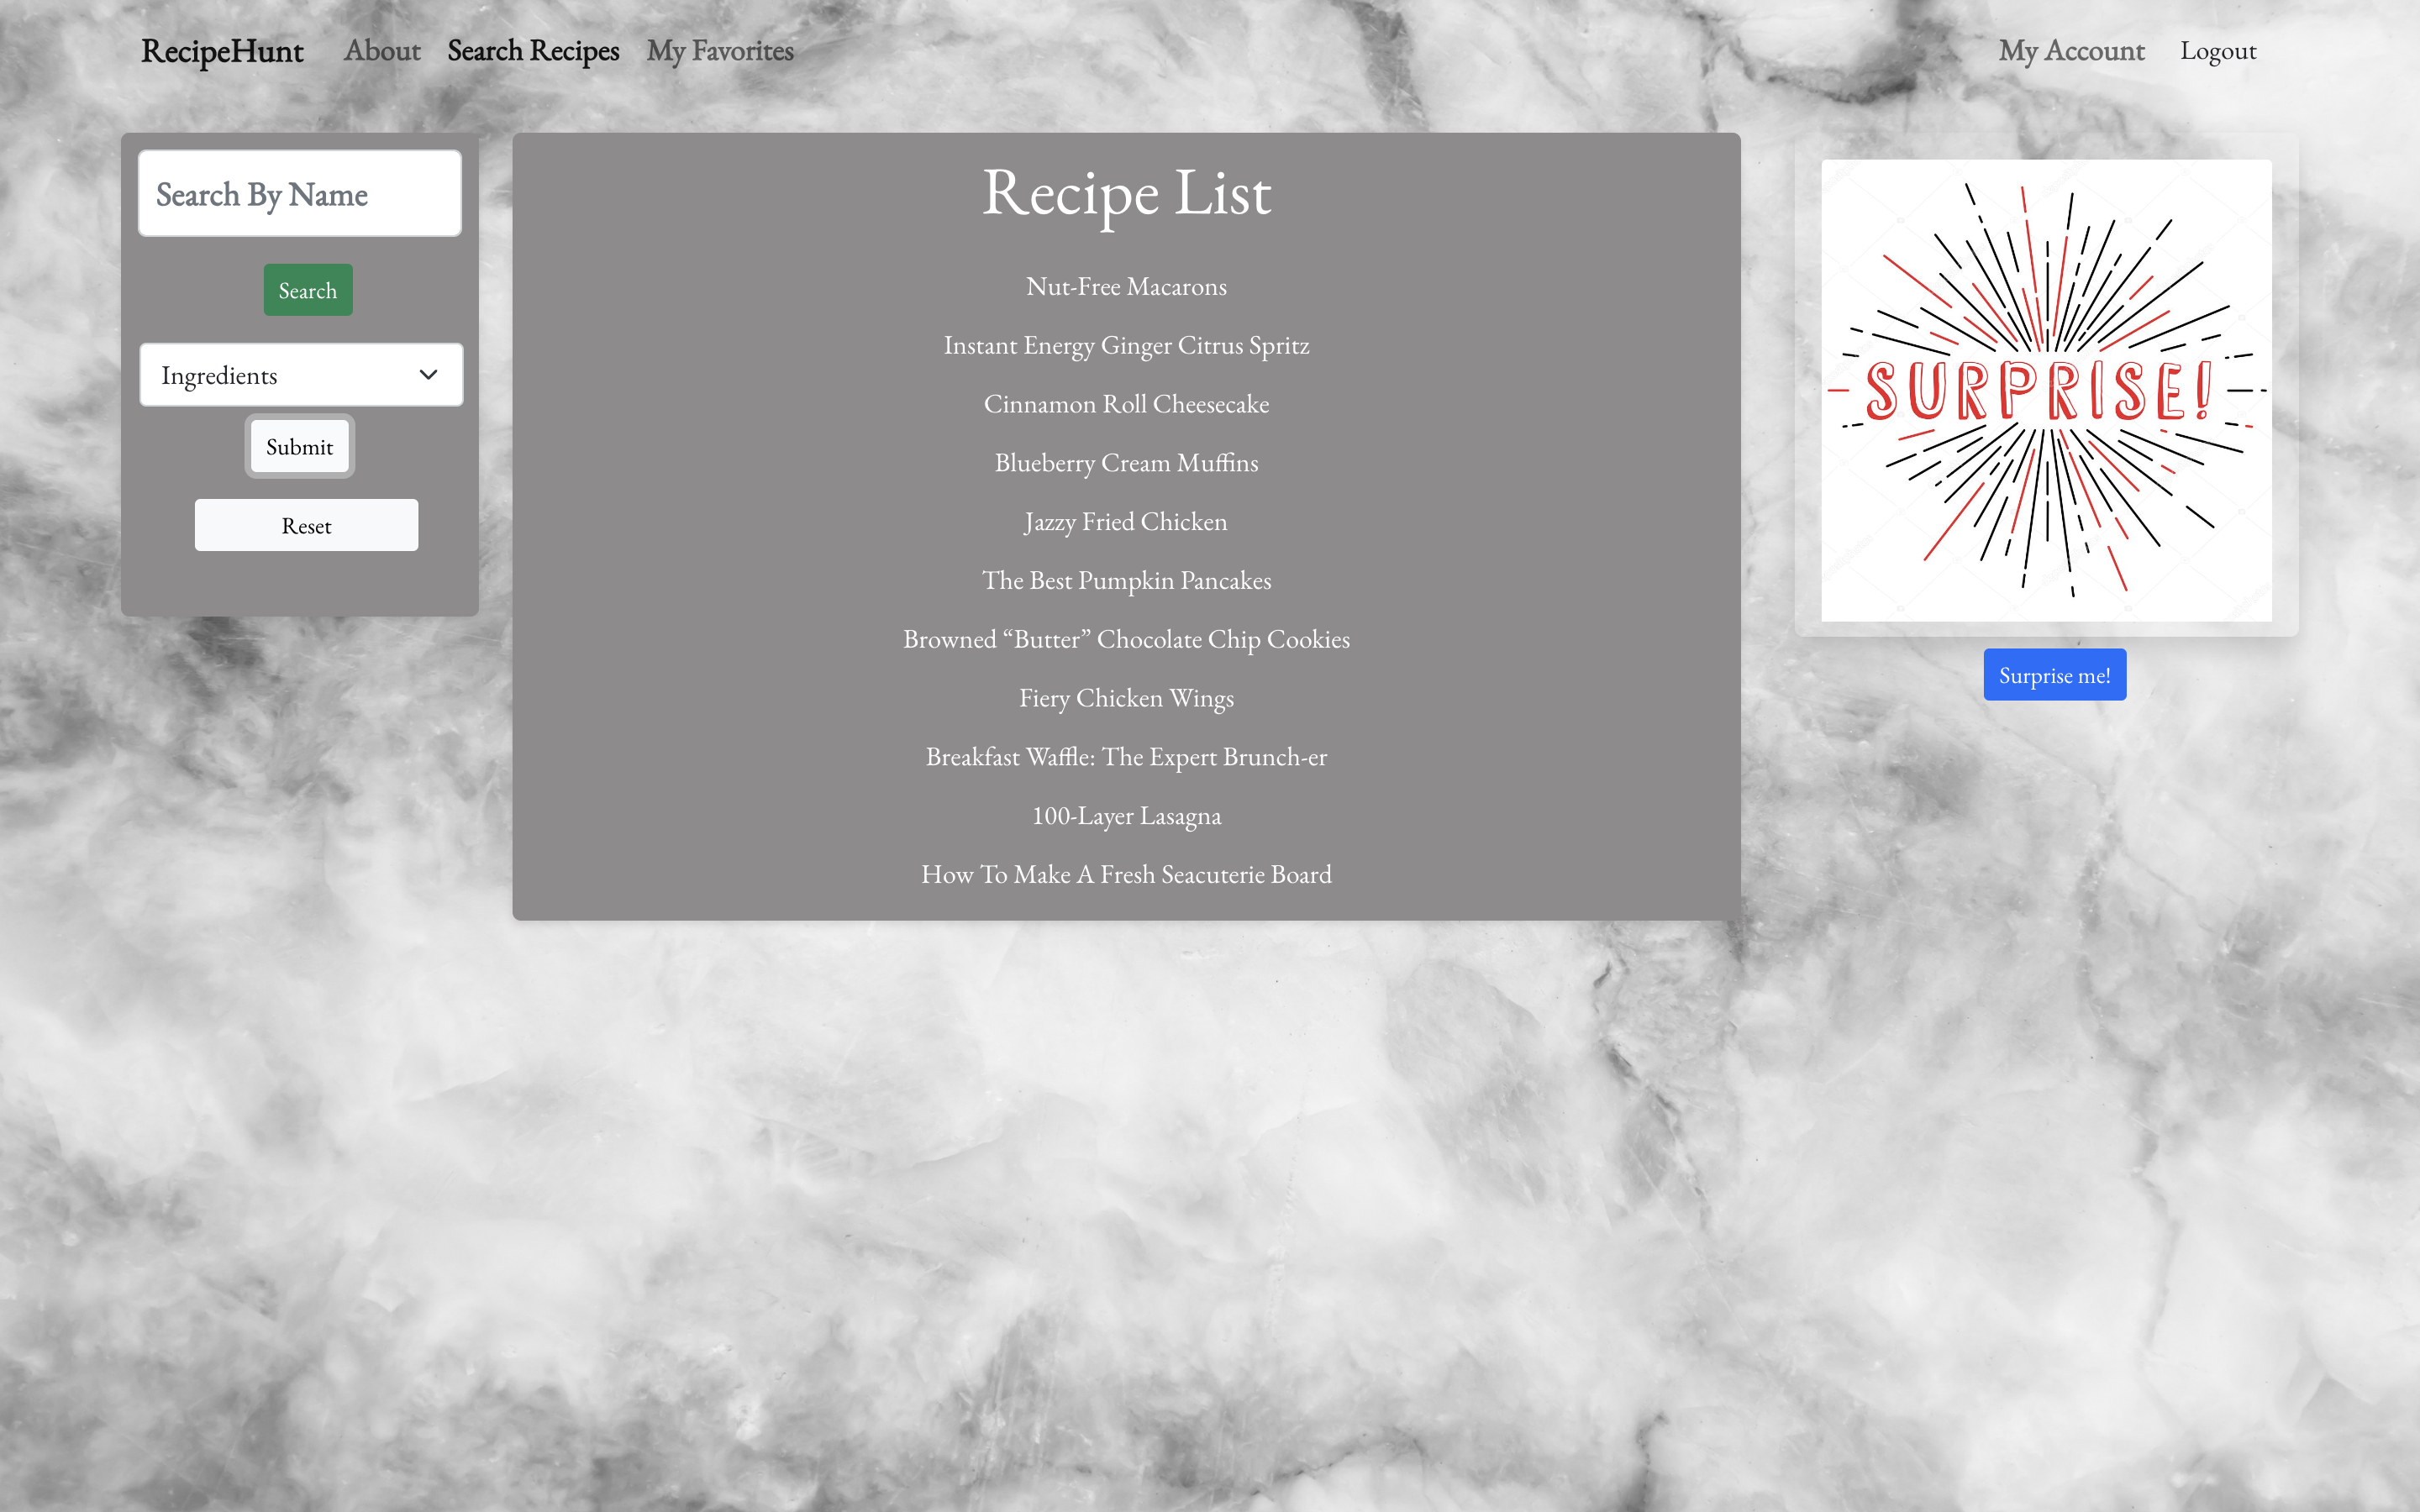 RecipeHunt About Search Recipes My Favorites My Account Logout
Search By Name
Search
Ingredients
Submit
Reset
Recipe List
Nut-Free Macarons
Instant Energy Ginger Citrus Spritz
Cinnamon Roll Cheesecake
Blueberry Cream Muffins
Jazzy Fried Chicken
The Best Pumpkin Pancakes
Browned “Butter” Chocolate Chip Cookies
Fiery Chicken Wings
Breakfast Waffle: The Expert Brunch-er
100-Layer Lasagna
How To Make A Fresh Seacuterie Board
SURPRISE!
Surprise me!